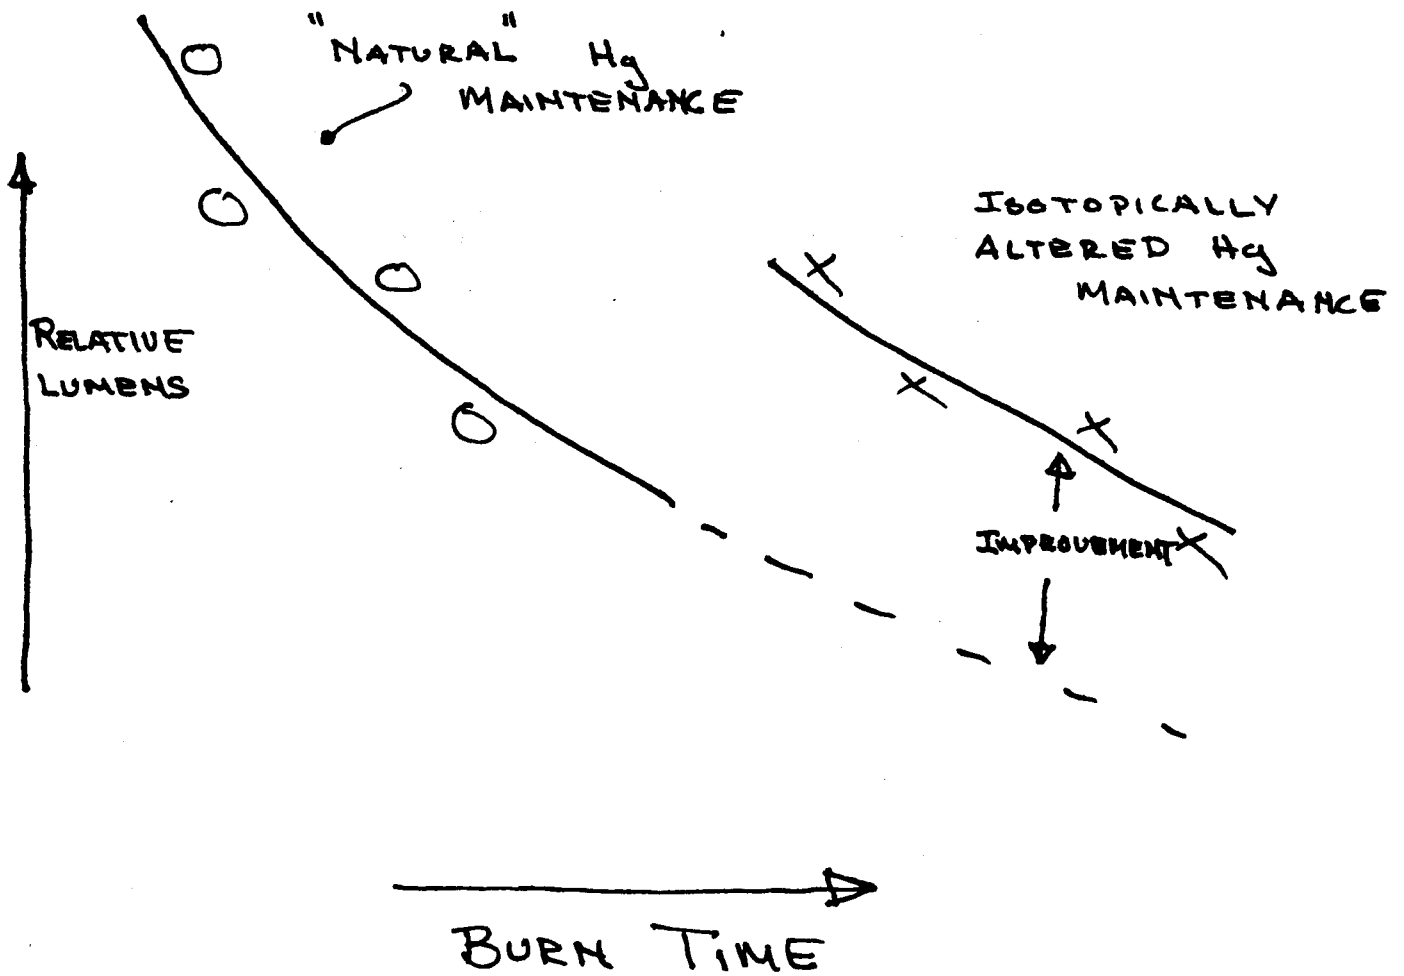 "NATURAL" Hg
MAINTENANCE
ISOTOPICALLY
ALTERED Hg
MAINTENANCE
RELATIVE
LUMENS
IMPROVEMENT
BURN TIME